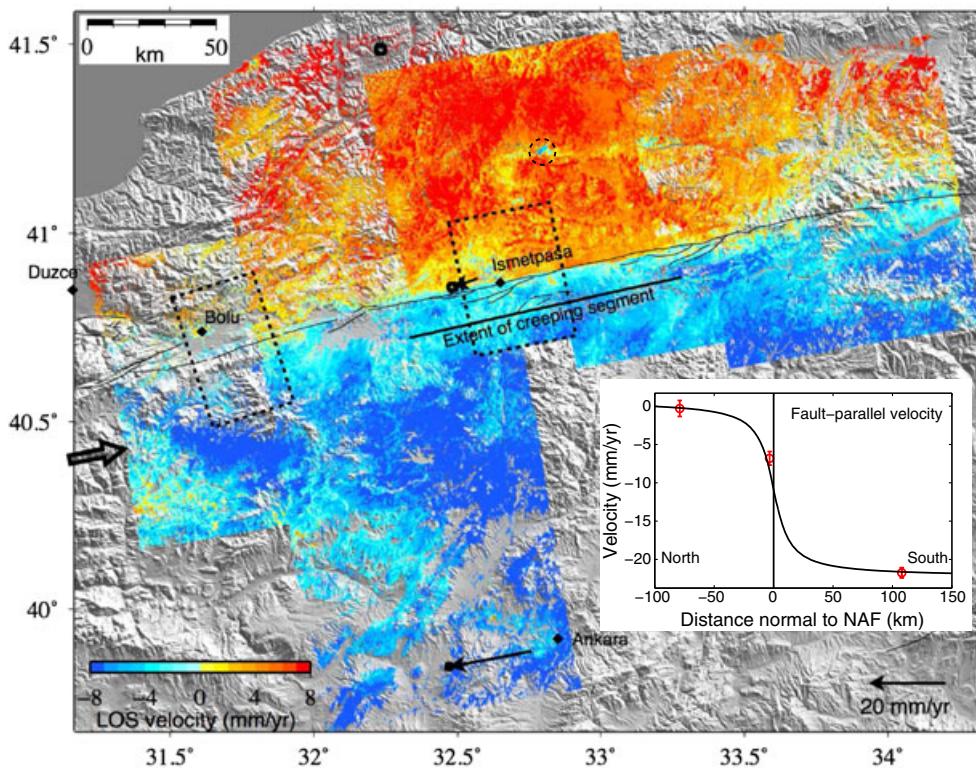 41.5°
0 50
km
41°
Duzce
Ismetpasa
Bolu
Extent of creeping segment
40.5°
0
−5
−10
−15
−20
Velocity (mm/yr)
Fault−parallel velocity
North
South
−100 −50 0 50 100 150
Distance normal to NAF (km)
40°
Ankara
−8 −4 0 4 8
LOS velocity (mm/yr)
20 mm/yr
31.5° 32° 32.5° 33° 33.5° 34°